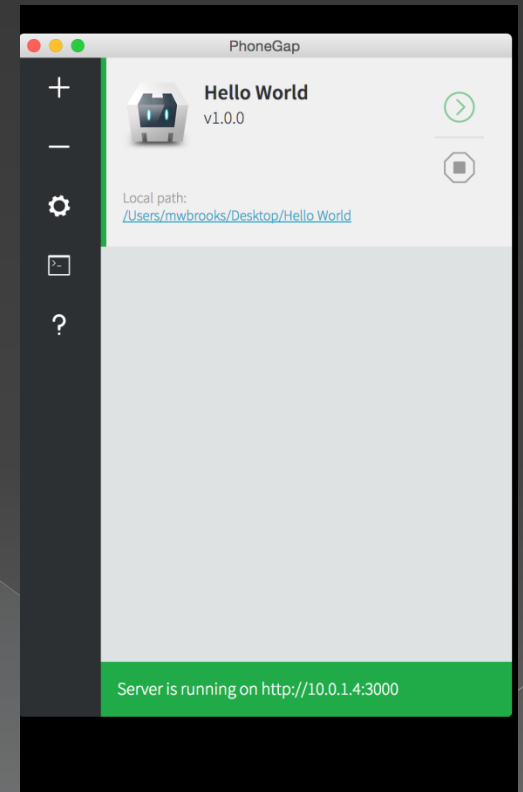 PhoneGap
Hello World
v1.0.0
Local path:
/Users/mwbrooks/Desktop/Hello World
Server is running on http://10.0.1.4:3000